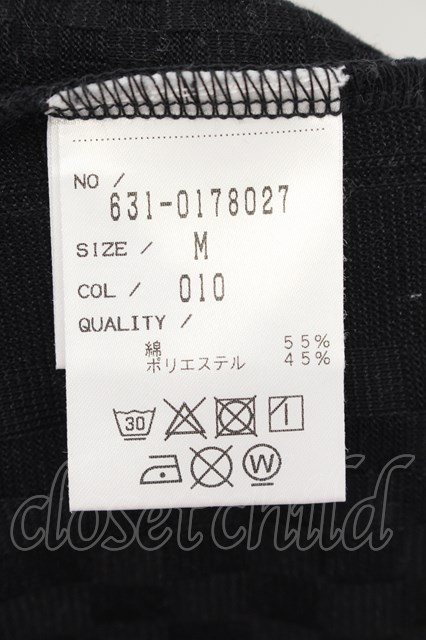 NO /
631-0178027
SIZE / M
COL / 010
QUALITY /
綿 55%
ポリエステル 45%
30
W
closet child